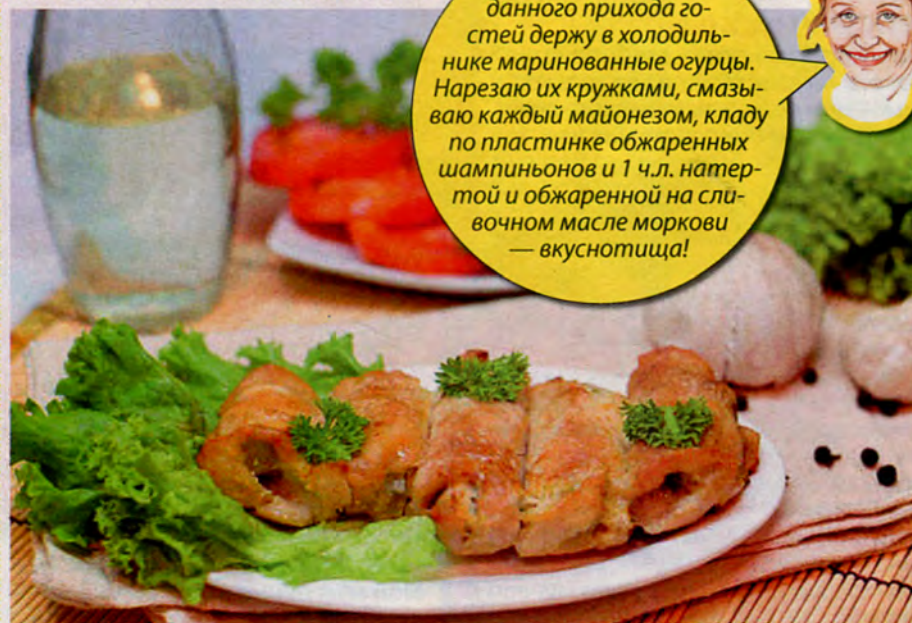 данного прихода го-
стей держу в холодиль-
нике маринованные огурцы.
Нарезаю их кружками, смазы-
ваю каждый майонезом, кладу
по пластинке обжаренных
шампиньонов и 1 ч.л. натер-
той и обжаренной на сли-
вочном масле моркови
— вкуснотища!